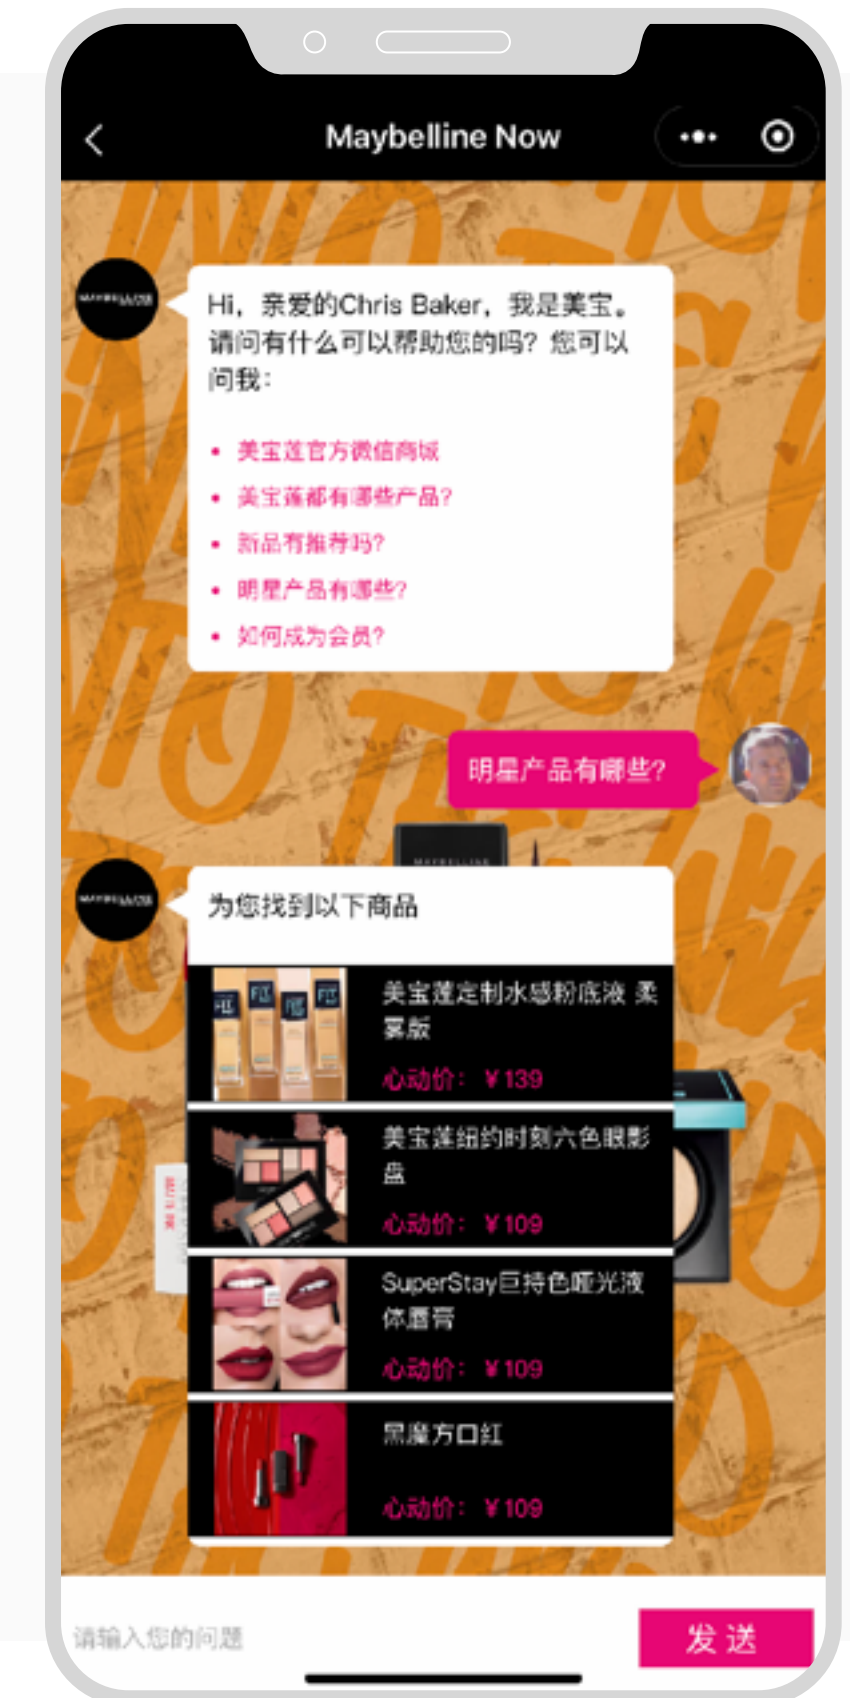 Maybelline Now
Hi，亲爱的Chris Baker，我是美宝。
请问有什么可以帮助您的吗？您可以
问我：
• 美宝莲官方微信商城
• 美宝莲都有哪些产品？
• 新品有推荐吗？
• 明星产品有哪些？
• 如何成为会员？
明星产品有哪些？
MAYBELLINE
MAYBELLINE
为您找到以下商品
美宝莲定制水感粉底液 柔
雾版
心动价：￥139
美宝莲纽约时刻六色眼影
盘
心动价：￥109
SuperStay巨持色哑光液
体唇膏
心动价：￥109
黑魔方口红
心动价：￥109
请输入您的问题
发送